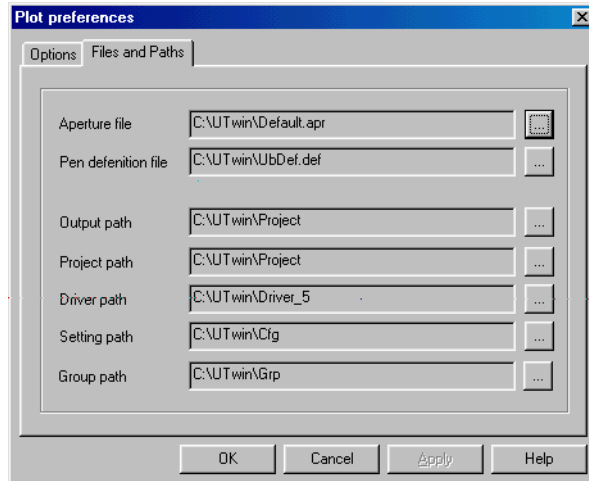 Plot preferences
Options Files and Paths
Aperture file C:\UTwin\Default.apr ...
Pen defenition file C:\UTwin\UbDef.def ...
Output path C:\UTwin\Project ...
Project path C:\UTwin\Project ...
Driver path C:\UTwin\Driver_5 ...
Setting path C:\UTwin\Cfg ...
Group path C:\UTwin\Grp ...
OK Cancel Apply Help